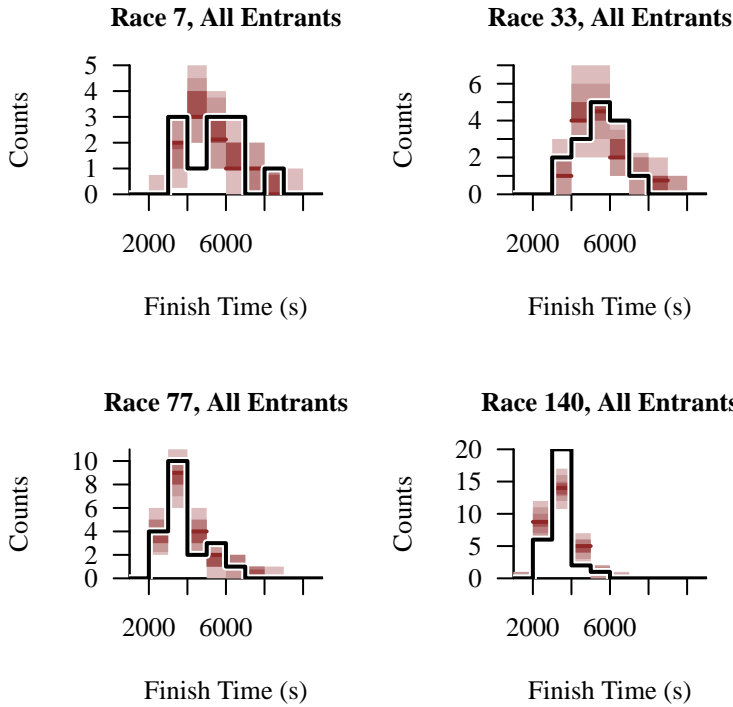 Race 7, All Entrants
Counts
5
4
3
2
1
0
2000 6000
Finish Time (s)
Race 33, All Entrants
Counts
6
4
2
0
2000 6000
Finish Time (s)
Race 77, All Entrants
Counts
10
8
6
4
2
0
2000 6000
Finish Time (s)
Race 140, All Entrants
Counts
20
15
10
5
0
2000 6000
Finish Time (s)